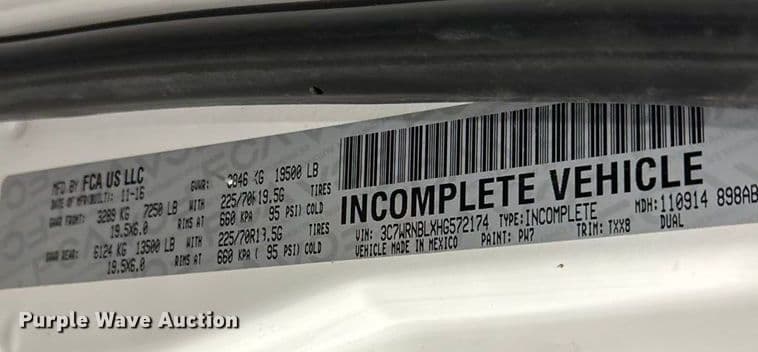 MFD BY FCA US LLC
DATE OF MFR(BUILT): 11-16 GVWR: 8846 KG 19500 LB
GAWR FRONT: 3289 KG 7250 LB WITH 225/70R19.5G TIRES
19.5X6.0 RIMS AT 660 KPA ( 95 PSI) COLD
GAWR REAR: 6124 KG 13500 LB WITH 225/70R19.5G TIRES
19.5X6.0 RIMS AT 660 KPA ( 95 PSI) COLD
INCOMPLETE VEHICLE
VIN: 3C7WRNBLXHG572174 TYPE:INCOMPLETE MDH:110914 898AB
VEHICLE MADE IN MEXICO PAINT: PW7 TRIM: TXX8 DUAL
Purple Wave Auction